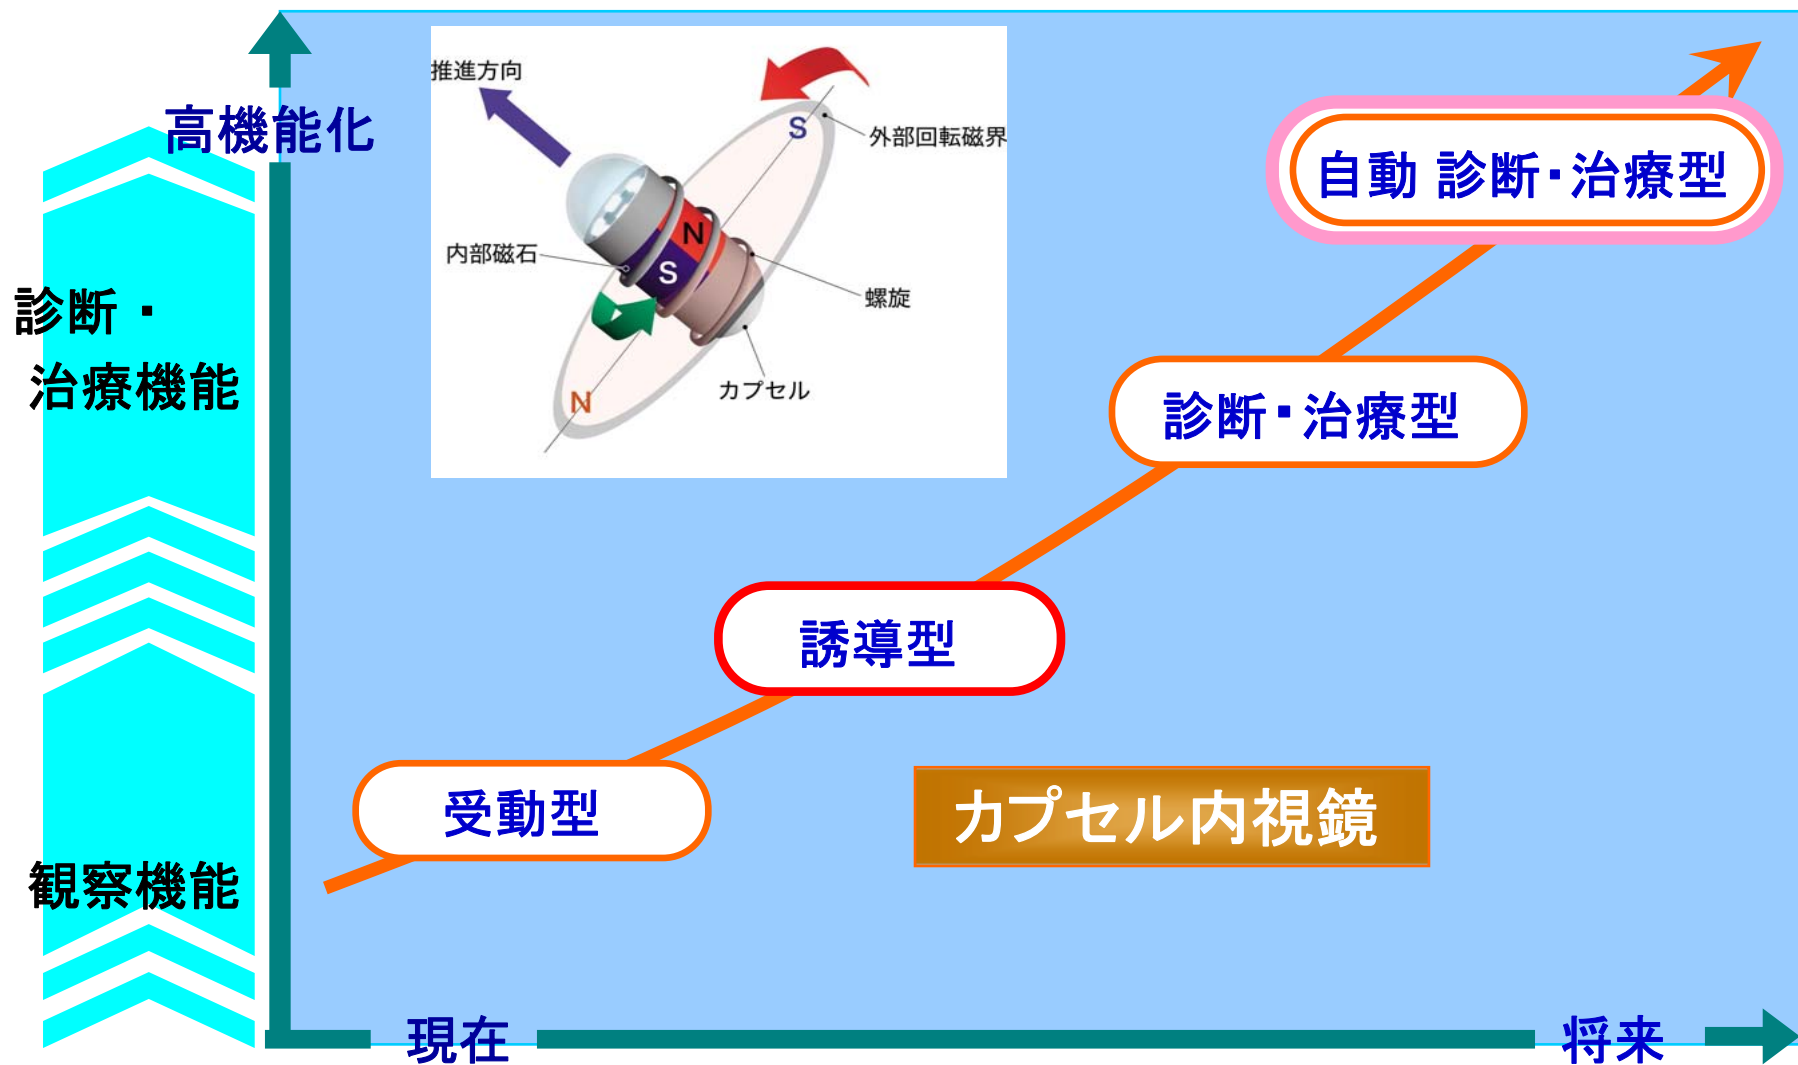 高機能化
推進方向
S
外部回転磁界
N
内部磁石
S
螺旋
カプセル
N
自動 診断・治療型
診断・
治療機能
診断・治療型
誘導型
受動型
カプセル内視鏡
観察機能
現在
将来